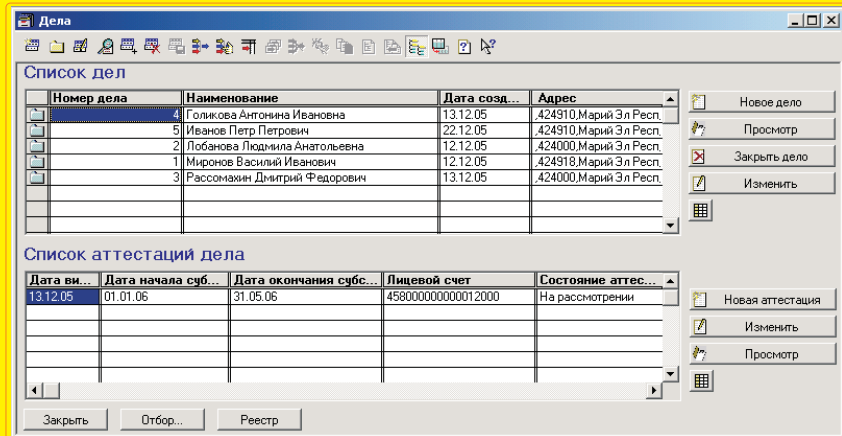 Дела
Список дел
Номер дела Наименование Дата созд... Адрес
4 Голикова Антонина Ивановна 13.12.05 ,424910,Марий Эл Респ,
5 Иванов Петр Петрович 22.12.05 ,424910,Марий Эл Респ,
2 Лобанова Людмила Анатольевна 12.12.05 ,424000,Марий Эл Респ,
1 Миронов Василий Иванович 12.12.05 ,424918,Марий Эл Респ,
3 Рассомахин Дмитрий Федорович 13.12.05 ,424000,Марий Эл Респ,
Новое дело
Просмотр
Закрыть дело
Изменить
Список аттестаций дела
Дата ви... Дата начала суб... Дата окончания субс... Лицевой счет Состояние аттес...
13.12.05 01.01.06 31.05.06 458000000000012000 На рассмотрении
Новая аттестация
Изменить
Просмотр
Закрыть Отбор... Реестр